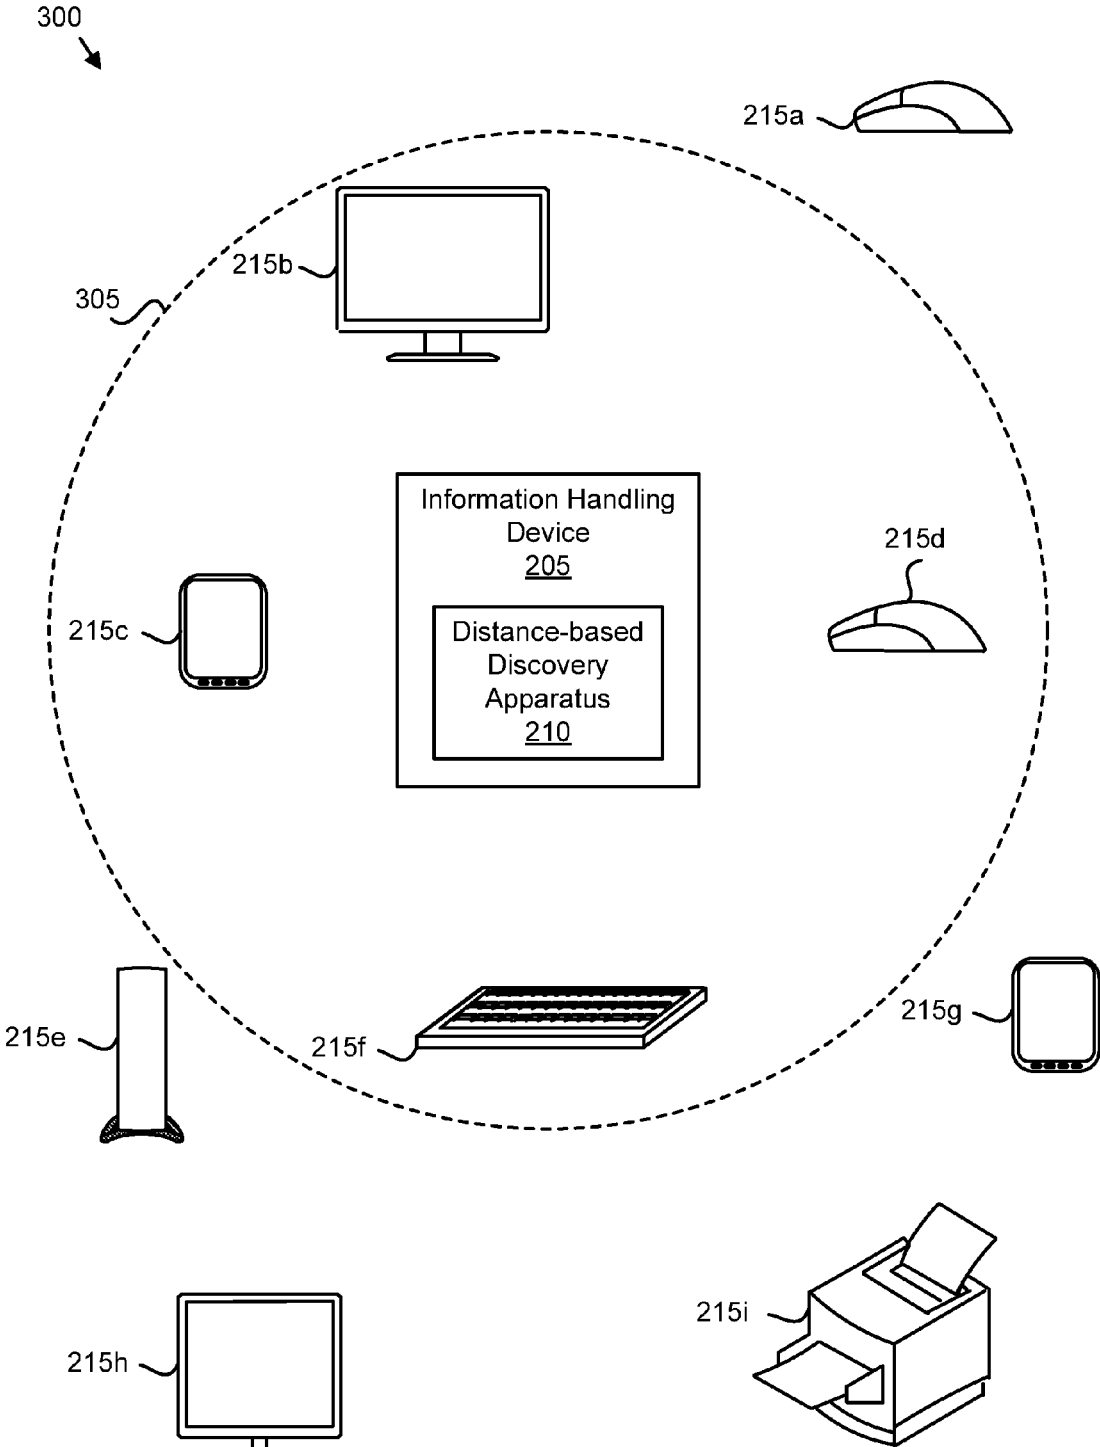 300
215a
215b
305
Information Handling
Device
205
215d
215c
Distance-based
Discovery
Apparatus
210
215e
215f
215g
215h
215i